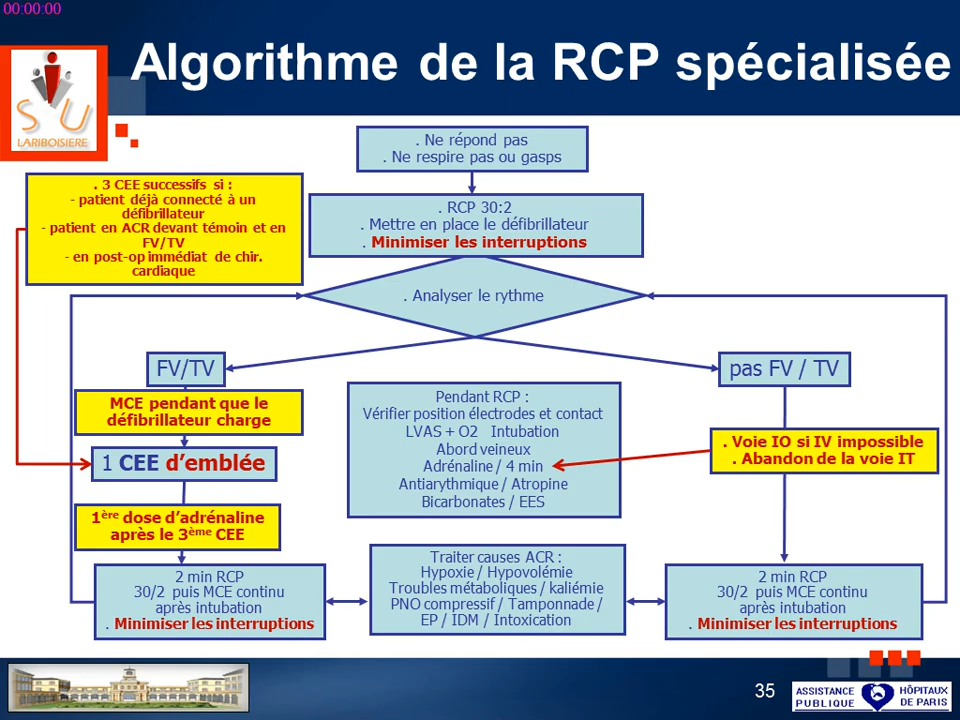 00:00:00
Algorithme de la RCP spécialisée
S U
LARIBOISIERE
. Ne répond pas
. Ne respire pas ou gasps
. 3 CEE successifs si :
- patient déjà connecté à un
défibrillateur
- patient en ACR devant témoin et en
FV/TV
- en post-op immédiat de chir.
cardiaque
. RCP 30:2
. Mettre en place le défibrillateur
. Minimiser les interruptions
. Analyser le rythme
FV/TV
pas FV / TV
MCE pendant que le
défibrillateur charge
1 CEE d’emblée
1ère dose d’adrénaline
après le 3ème CEE
Pendant RCP :
Vérifier position électrodes et contact
LVAS + O2 Intubation
Abord veineux
Adrénaline / 4 min
Antiarythmique / Atropine
Bicarbonates / EES
. Voie IO si IV impossible
. Abandon de la voie IT
2 min RCP
30/2 puis MCE continu
après intubation
. Minimiser les interruptions
Traiter causes ACR :
Hypoxie / Hypovolémie
Troubles métaboliques / kaliémie
PNO compressif / Tamponnade /
EP / IDM / Intoxication
2 min RCP
30/2 puis MCE continu
après intubation
. Minimiser les interruptions
35
ASSISTANCE
PUBLIQUE
HÔPITAUX
DE PARIS